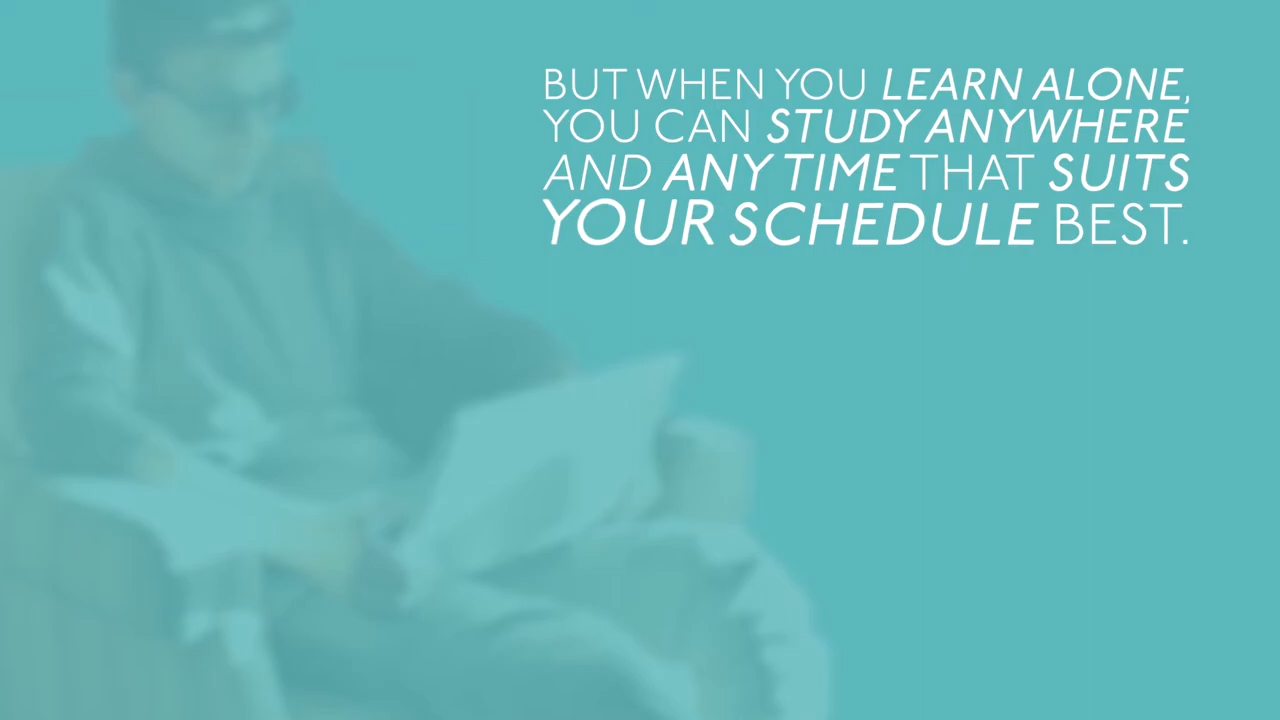 BUT WHEN YOU LEARN ALONE,
YOU CAN STUDY ANYWHERE
AND ANY TIME THAT SUITS
YOUR SCHEDULE BEST.